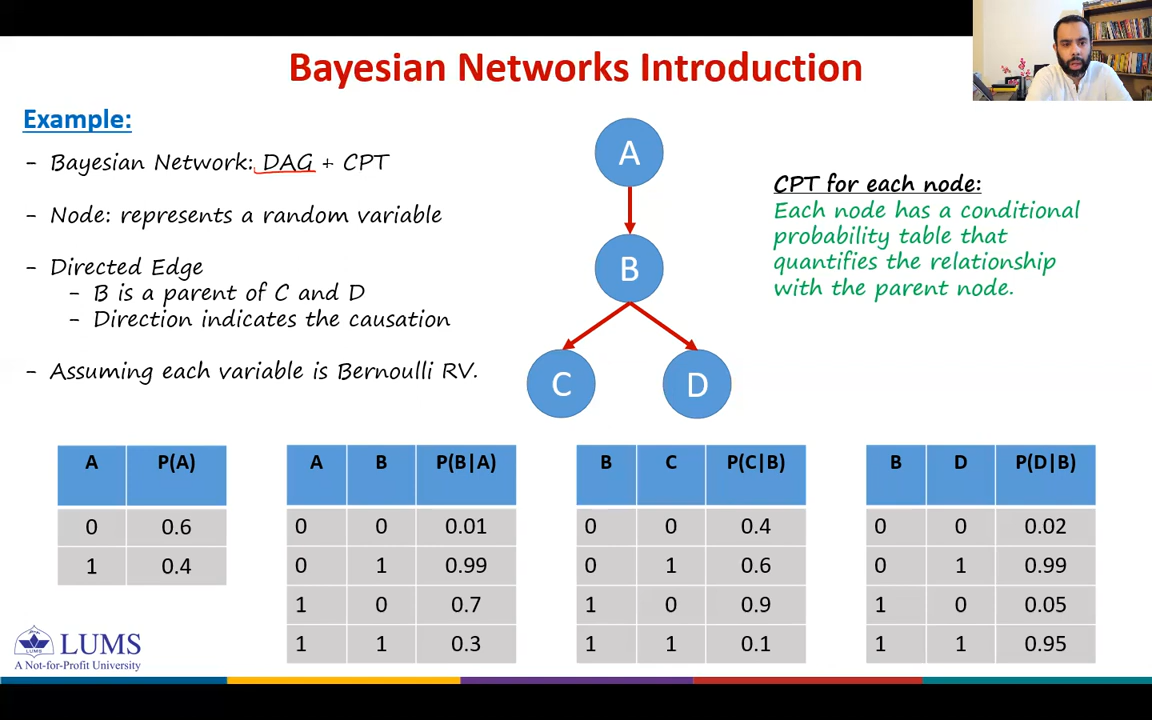 Bayesian Networks Introduction
Example:
- Bayesian Network: DAG + CPT
- Node: represents a random variable
- Directed Edge
- B is a parent of C and D
- Direction indicates the causation
- Assuming each variable is Bernoulli RV.
A
B
C
D
CPT for each node:
Each node has a conditional
probability table that
quantifies the relationship
with the parent node.
A P(A)
0 0.6
1 0.4
A B P(B|A)
0 0 0.01
0 1 0.99
1 0 0.7
1 1 0.3
B C P(C|B)
0 0 0.4
0 1 0.6
1 0 0.9
1 1 0.1
B D P(D|B)
0 0 0.02
0 1 0.99
1 0 0.05
1 1 0.95
LUMS
LUMS
A Not-for-Profit University